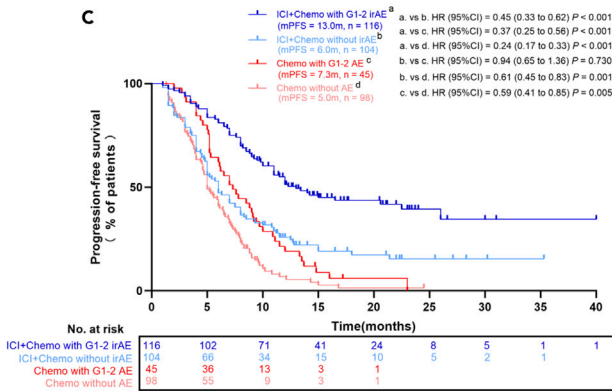 C
ICI+Chemo with G1-2 irAE a
(mPFS = 13.0m, n = 116)
ICI+Chemo without irAE b
(mPFS = 6.0m, n = 104)
Chemo with G1-2 AE c
(mPFS = 7.3m, n = 45)
Chemo without AE d
(mPFS = 5.0m, n = 98)
a. vs b. HR (95%CI) = 0.45 (0.33 to 0.62) P < 0.001
a. vs c. HR (95%CI) = 0.37 (0.25 to 0.56) P < 0.001
a. vs d. HR (95%CI) = 0.24 (0.17 to 0.33) P < 0.001
b. vs c. HR (95%CI) = 0.94 (0.65 to 1.36) P = 0.730
b. vs d. HR (95%CI) = 0.61 (0.45 to 0.83) P = 0.001
c. vs d. HR (95%CI) = 0.59 (0.41 to 0.85) P = 0.005
Progression-free survival
( % of patients )
100
50
0
0 5 10 15 20 25 30 35 40
Time(months)
No. at risk
ICI+Chemo with G1-2 irAE 116 102 71 41 24 8 5 1 1
ICI+Chemo without irAE 104 66 34 15 10 5 2 1
Chemo with G1-2 AE 45 36 13 3 1
Chemo without AE 98 55 9 3 1